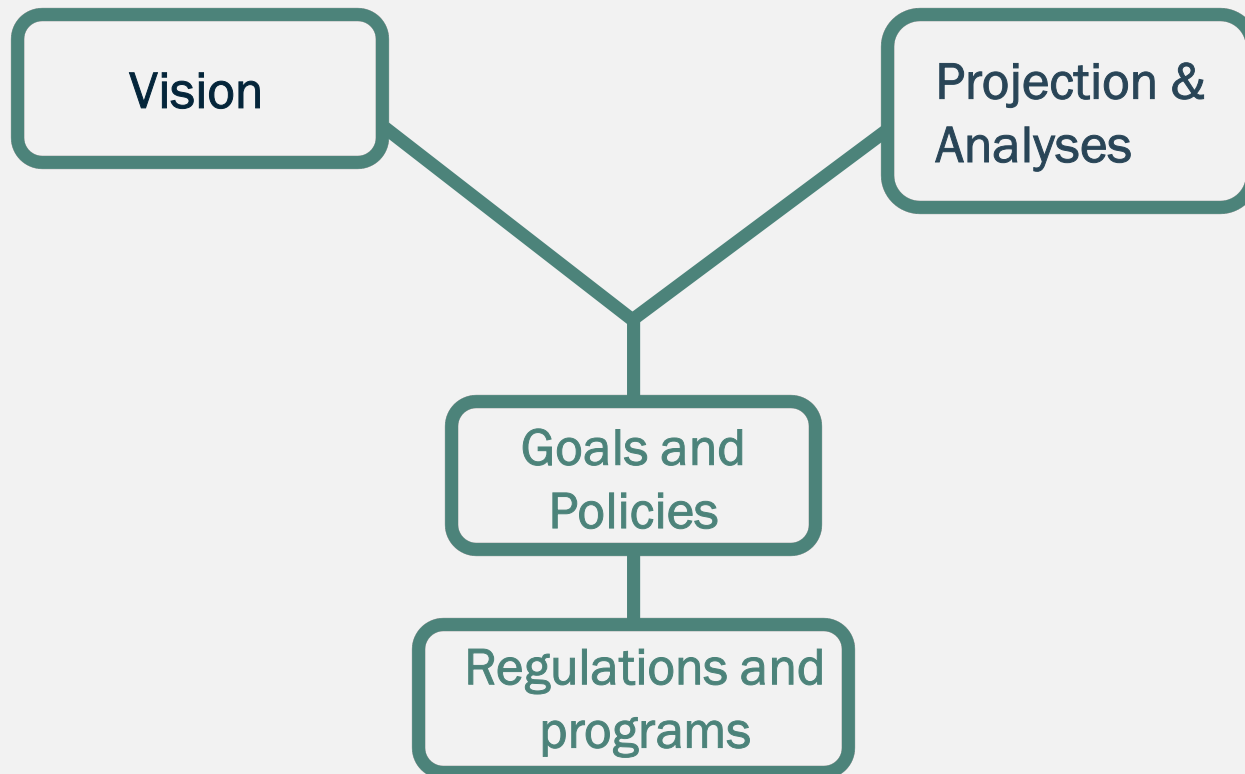 Vision
Projection &
Analyses
Goals and
Policies
Regulations and
programs